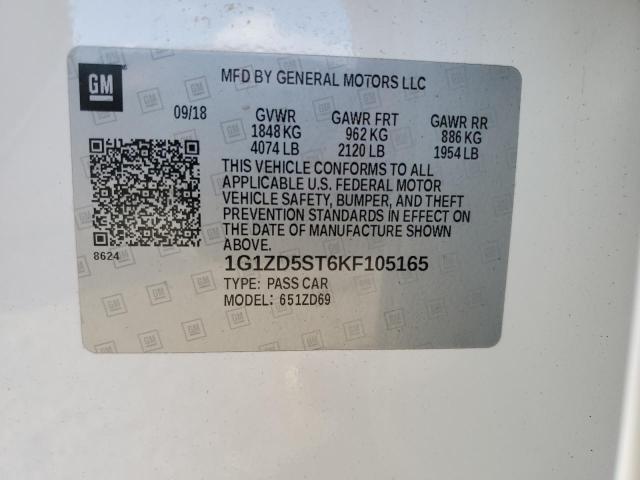 GM
MFD BY GENERAL MOTORS LLC
09/18 GVWR GAWR FRT GAWR RR
1848 KG 962 KG 886 KG
4074 LB 2120 LB 1954 LB
THIS VEHICLE CONFORMS TO ALL
APPLICABLE U.S. FEDERAL MOTOR
VEHICLE SAFETY, BUMPER, AND THEFT
PREVENTION STANDARDS IN EFFECT ON
THE DATE OF MANUFACTURE SHOWN
ABOVE.
8624
1G1ZD5ST6KF105165
TYPE: PASS CAR
MODEL: 651ZD69